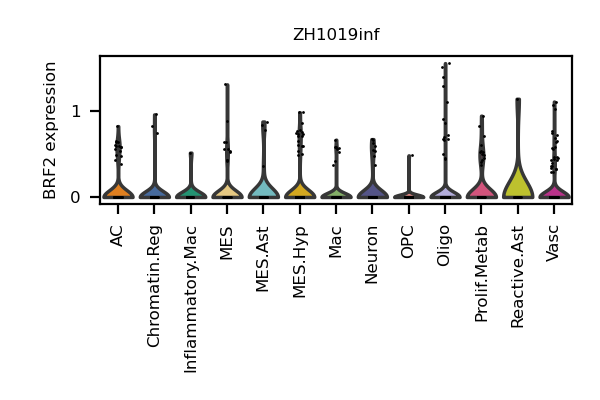 ZH1019inf
BRF2 expression
1
0
AC
Chromatin.Reg
Inflammatory.Mac
MES
MES.Ast
MES.Hyp
Mac
Neuron
OPC
Oligo
Prolif.Metab
Reactive.Ast
Vasc